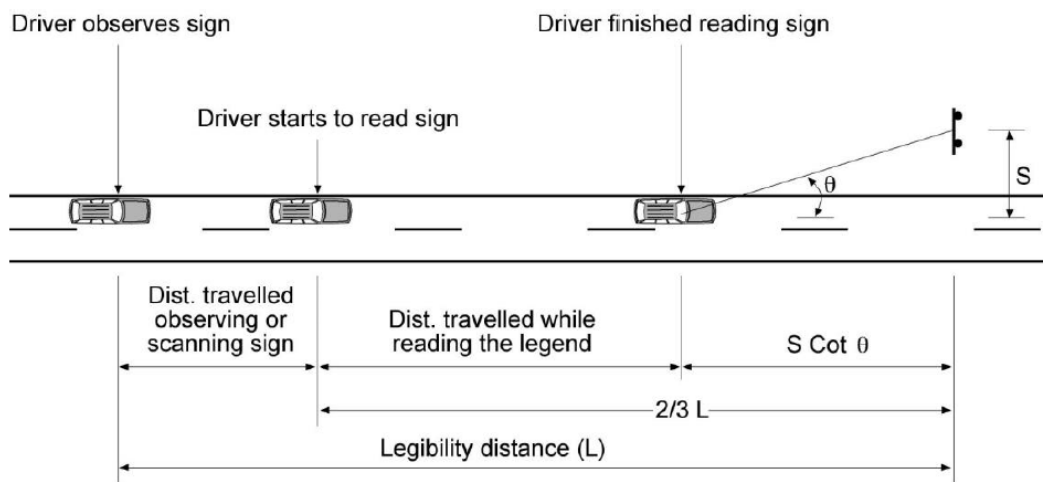 Driver observes sign
Driver finished reading sign
Driver starts to read sign
θ
S
Dist. travelled
observing or
scanning sign
Dist. travelled while
reading the legend
S Cot θ
2/3 L
Legibility distance (L)